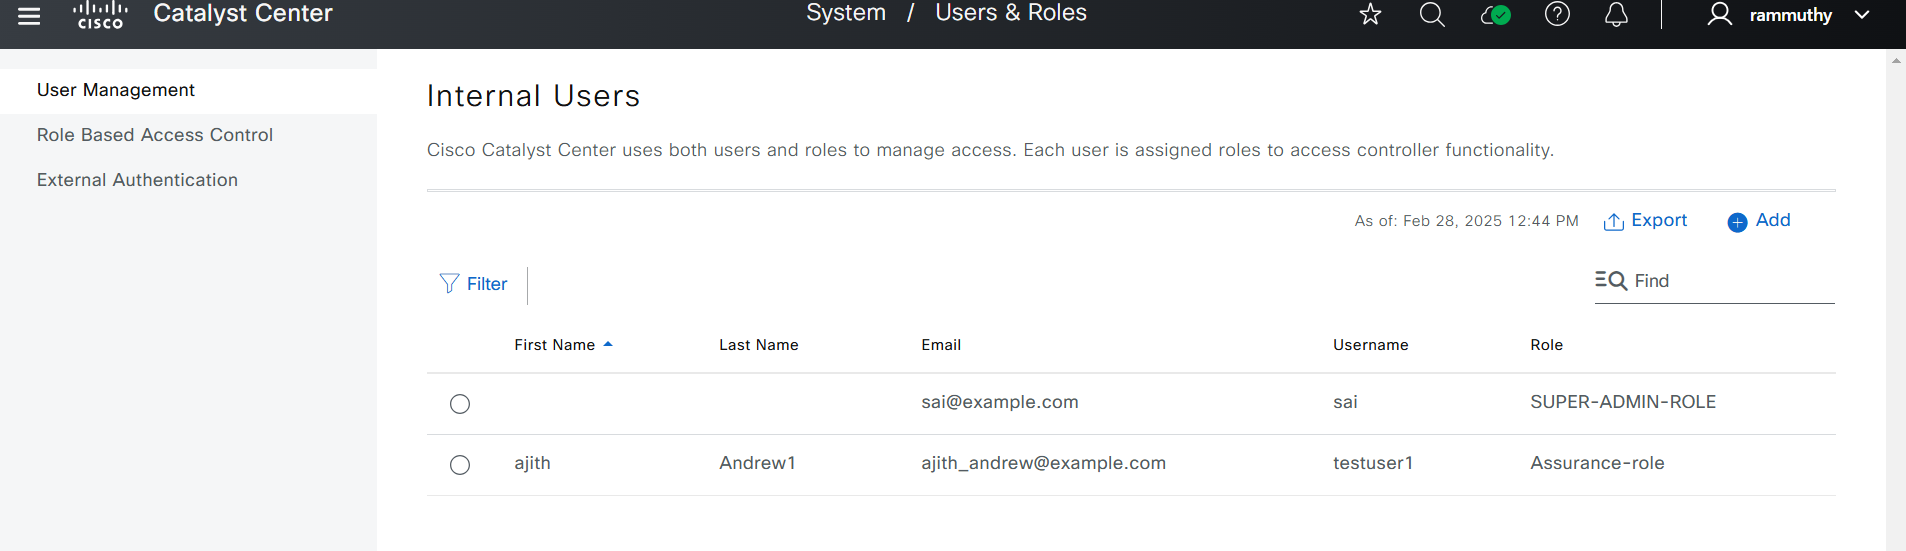 cisco Catalyst Center System / Users & Roles rammuthy
User Management
Role Based Access Control
External Authentication
Internal Users
Cisco Catalyst Center uses both users and roles to manage access. Each user is assigned roles to access controller functionality.
As of: Feb 28, 2025 12:44 PM Export Add
Filter Find
First Name Last Name Email Username Role
sai@example.com sai SUPER-ADMIN-ROLE
ajith Andrew1 ajith_andrew@example.com testuser1 Assurance-role